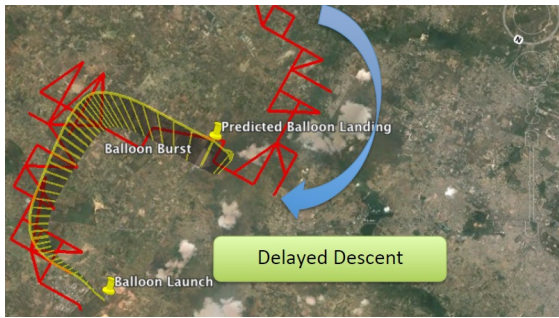 N
Predicted Balloon Landing
Balloon Burst
Delayed Descent
Balloon Launch